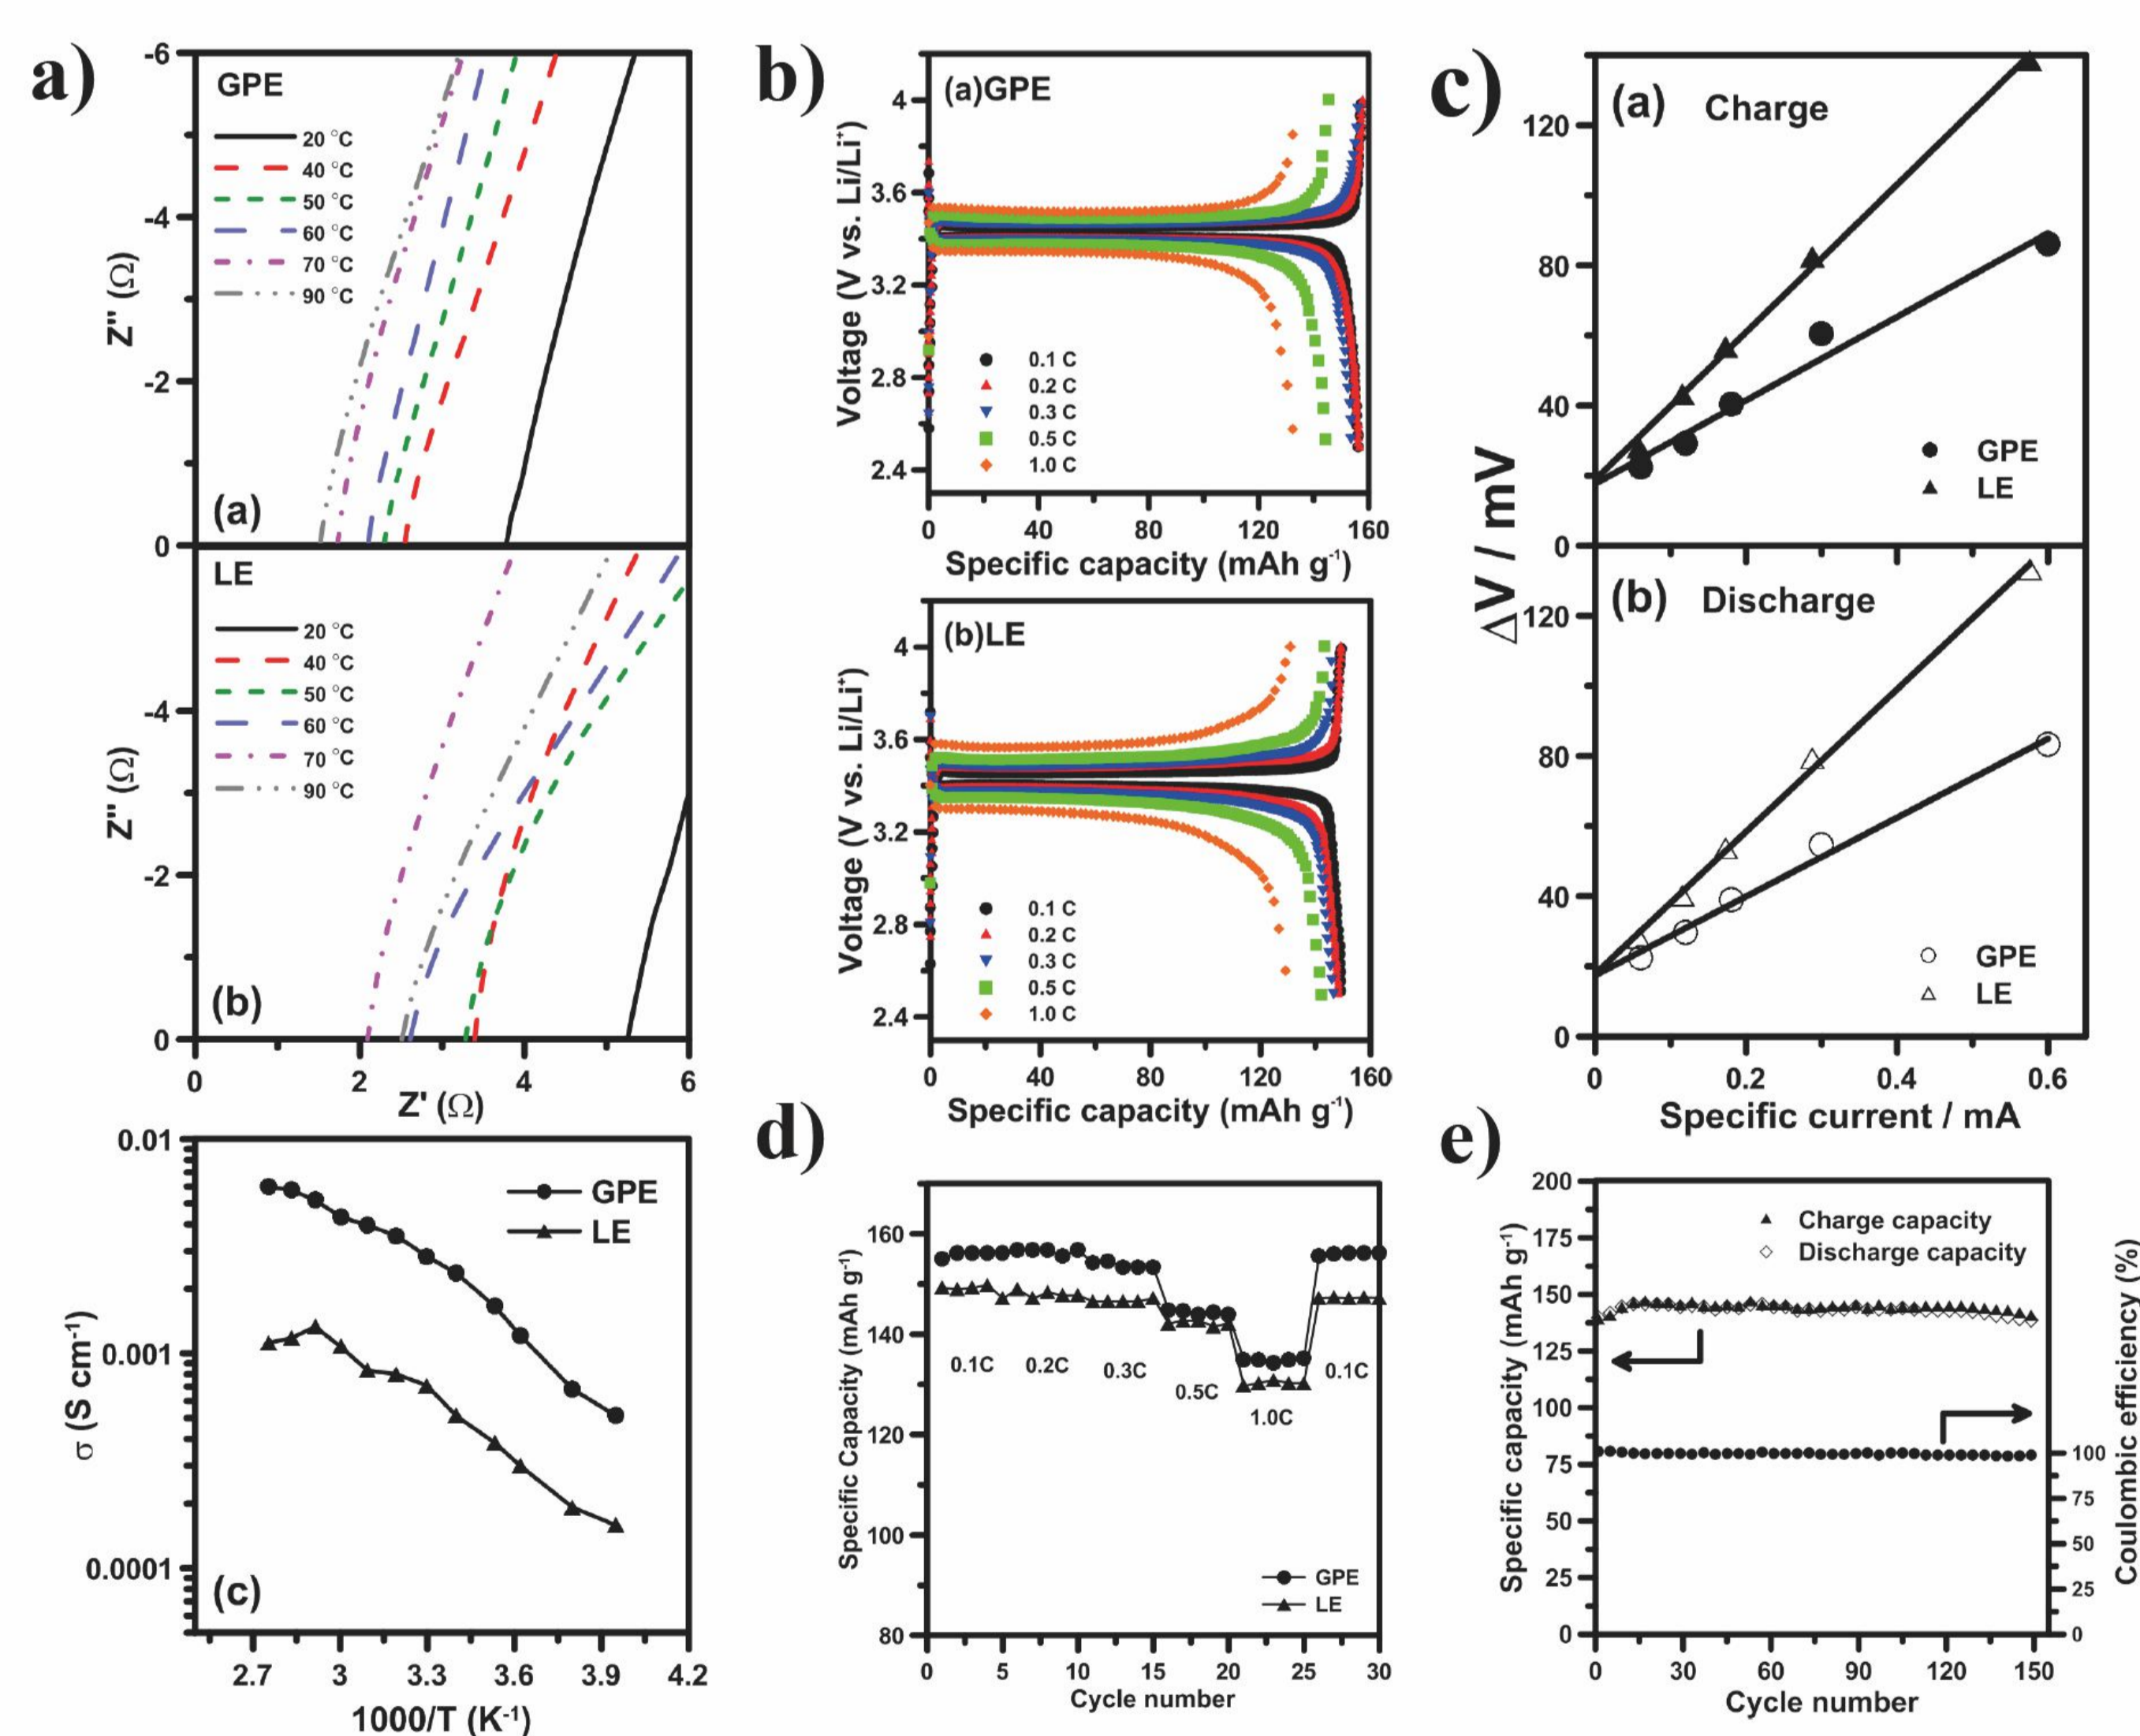 a)
-6
GPE
20 °C
40 °C
50 °C
60 °C
70 °C
90 °C
-4
-2
0
Z'' (Ω)
(a)
LE
20 °C
40 °C
50 °C
60 °C
70 °C
90 °C
-4
-2
0
Z'' (Ω)
(b)
0 2 4 6
Z' (Ω)
0.01
0.001
0.0001
σ (S cm⁻¹)
GPE
LE
(c)
2.7 3 3.3 3.6 3.9 4.2
1000/T (K⁻¹)
b)
(a)GPE
4
3.6
3.2
2.8
2.4
Voltage (V vs. Li/Li⁺)
0.1 C
0.2 C
0.3 C
0.5 C
1.0 C
0 40 80 120 160
Specific capacity (mAh g⁻¹)
(b)LE
4
3.6
3.2
2.8
2.4
Voltage (V vs. Li/Li⁺)
0.1 C
0.2 C
0.3 C
0.5 C
1.0 C
0 40 80 120 160
Specific capacity (mAh g⁻¹)
c)
(a) Charge
120
80
40
0
GPE
LE
ΔV / mV
(b) Discharge
120
80
40
0
GPE
LE
0 0.2 0.4 0.6
Specific current / mA
d)
160
140
120
100
80
Specific Capacity (mAh g⁻¹)
0.1C 0.2C 0.3C 0.5C 1.0C 0.1C
GPE
LE
0 5 10 15 20 25 30
Cycle number
e)
200
175
150
125
100
75
50
25
0
Specific capacity (mAh g⁻¹)
Charge capacity
Discharge capacity
100
75
50
25
0
Coulombic efficiency (%)
0 30 60 90 120 150
Cycle number